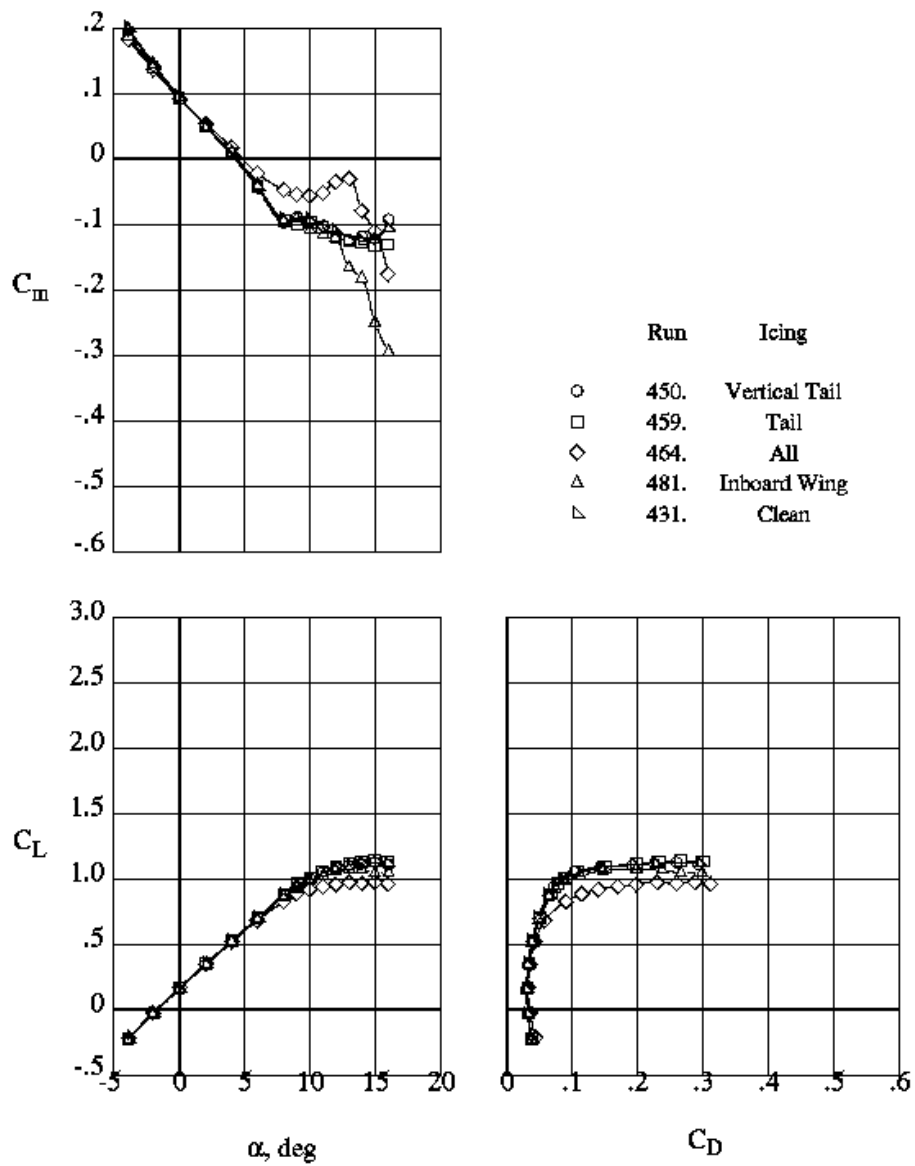 .2
.1
0
-.1
C_m
-.2
-.3
-.4
-.5
-.6
Run Icing
450. Vertical Tail
459. Tail
464. All
481. Inboard Wing
431. Clean
3.0
2.5
2.0
1.5
C_L
1.0
.5
0
-.5
-5 0 5 10 15 20
α, deg
0 .1 .2 .3 .4 .5 .6
C_D